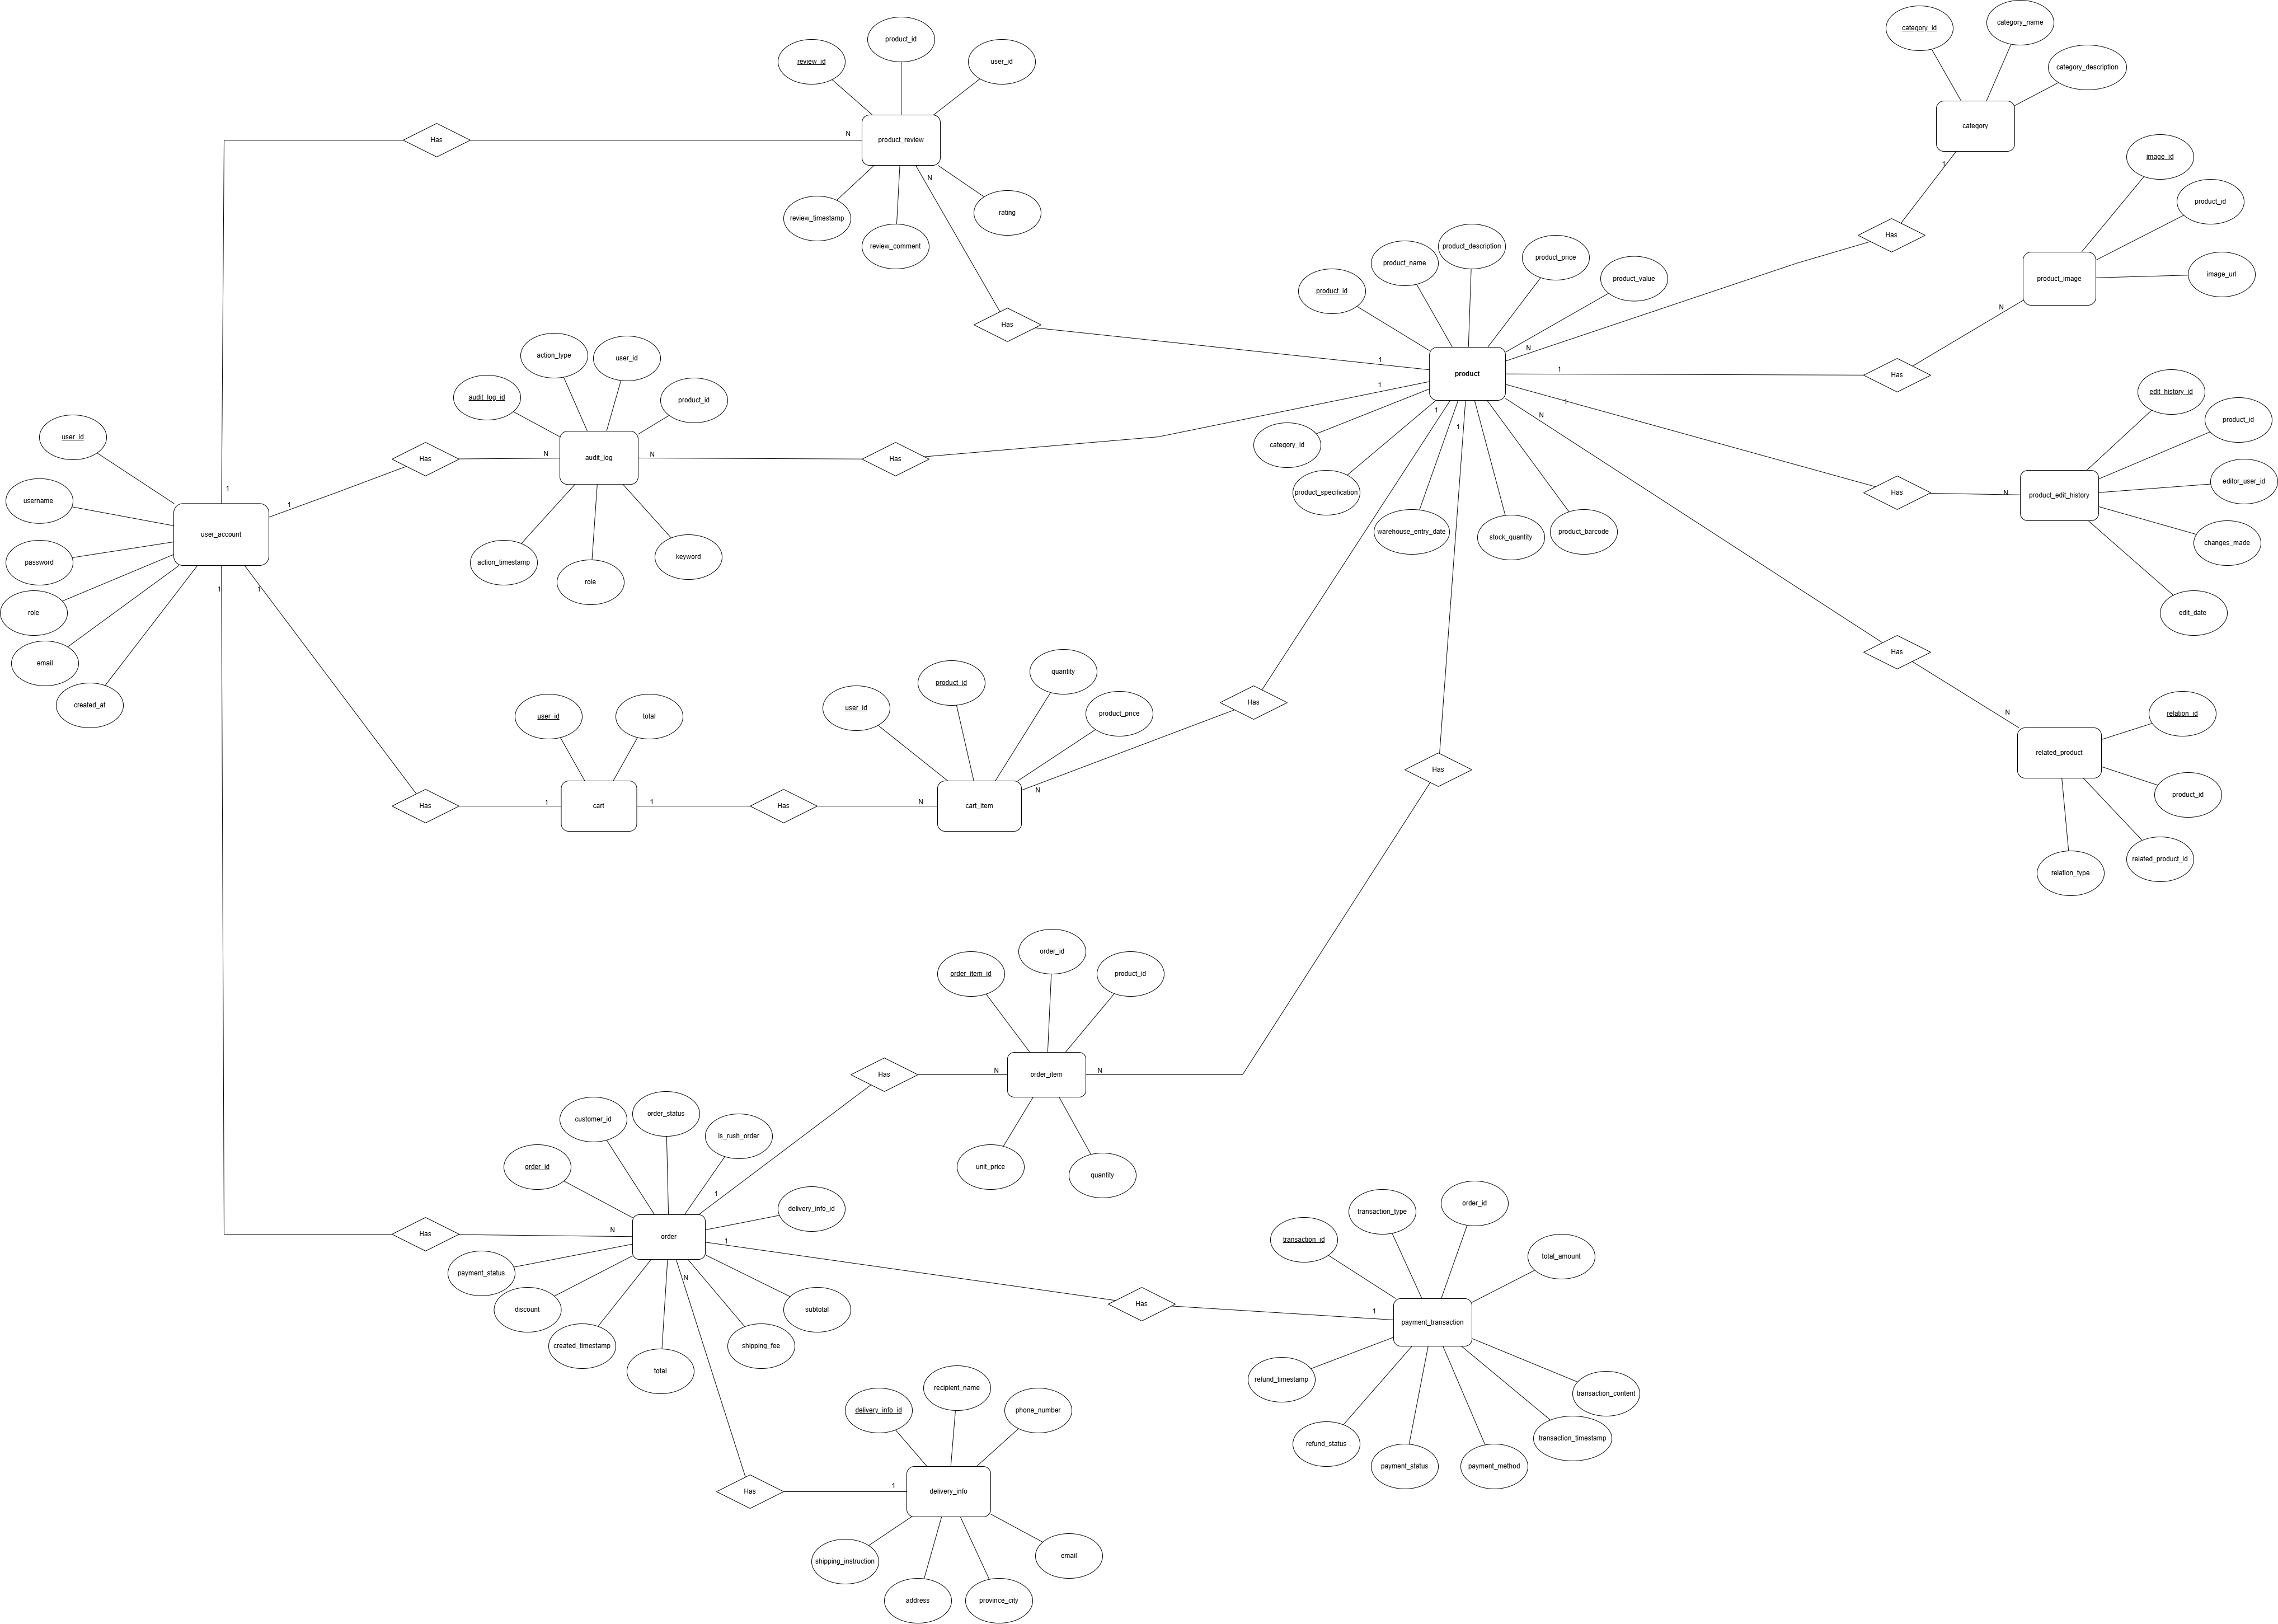 category_id
category_name
category_description
category
1
Has
N
review_id
product_id
user_id
product_review
review_timestamp
review_comment
rating
N
Has
1
Has
N
1
image_id
product_id
image_url
product_image
N
Has
1
product_id
product_name
product_description
product_price
product_value
product
category_id
product_specification
warehouse_entry_date
stock_quantity
product_barcode
audit_log_id
action_type
user_id
product_id
audit_log
action_timestamp
role
keyword
Has
1
N
N
Has
1
edit_history_id
product_id
editor_user_id
changes_made
edit_date
product_edit_history
1
Has
N
user_id
username
password
role
email
created_at
user_account
1
Has
1
user_id
total
cart
1
Has
N
user_id
product_id
quantity
product_price
cart_item
N
Has
1
N
Has
N
relation_id
product_id
related_product_id
relation_type
related_product
1
Has
N
order_item_id
order_id
product_id
order_item
unit_price
quantity
N
Has
1
1
Has
N
order_id
customer_id
order_status
is_rush_order
delivery_info_id
order
payment_status
discount
created_timestamp
total
shipping_fee
subtotal
1
Has
1
transaction_id
transaction_type
order_id
total_amount
payment_transaction
refund_timestamp
refund_status
payment_status
payment_method
transaction_timestamp
transaction_content
N
Has
1
delivery_info_id
recipient_name
phone_number
delivery_info
shipping_instruction
address
province_city
email